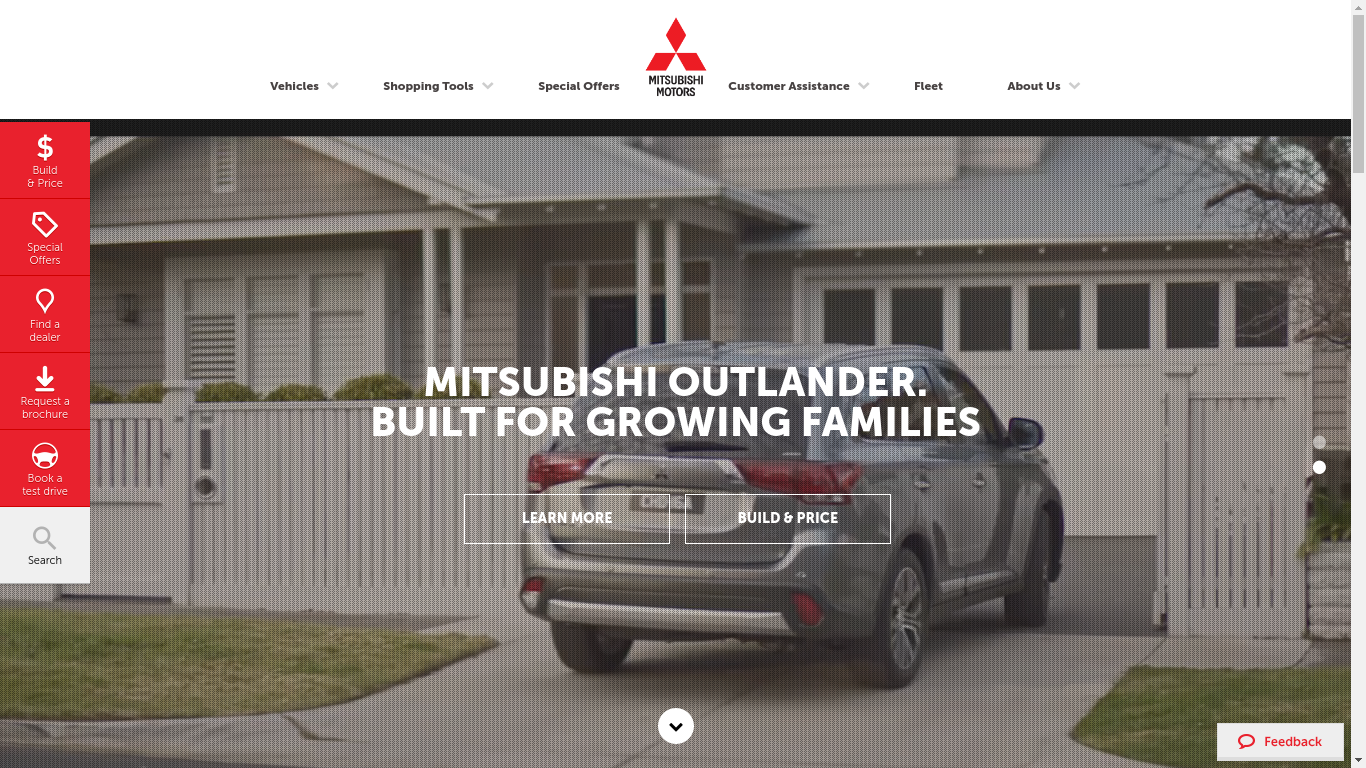 Vehicles
Shopping Tools
Special Offers
MITSUBISHI
MOTORS
Customer Assistance
Fleet
About Us
$
Build
& Price
Special
Offers
Find a
dealer
Request a
brochure
Book a
test drive
Search
MITSUBISHI OUTLANDER.
BUILT FOR GROWING FAMILIES
LEARN MORE
BUILD & PRICE
Feedback